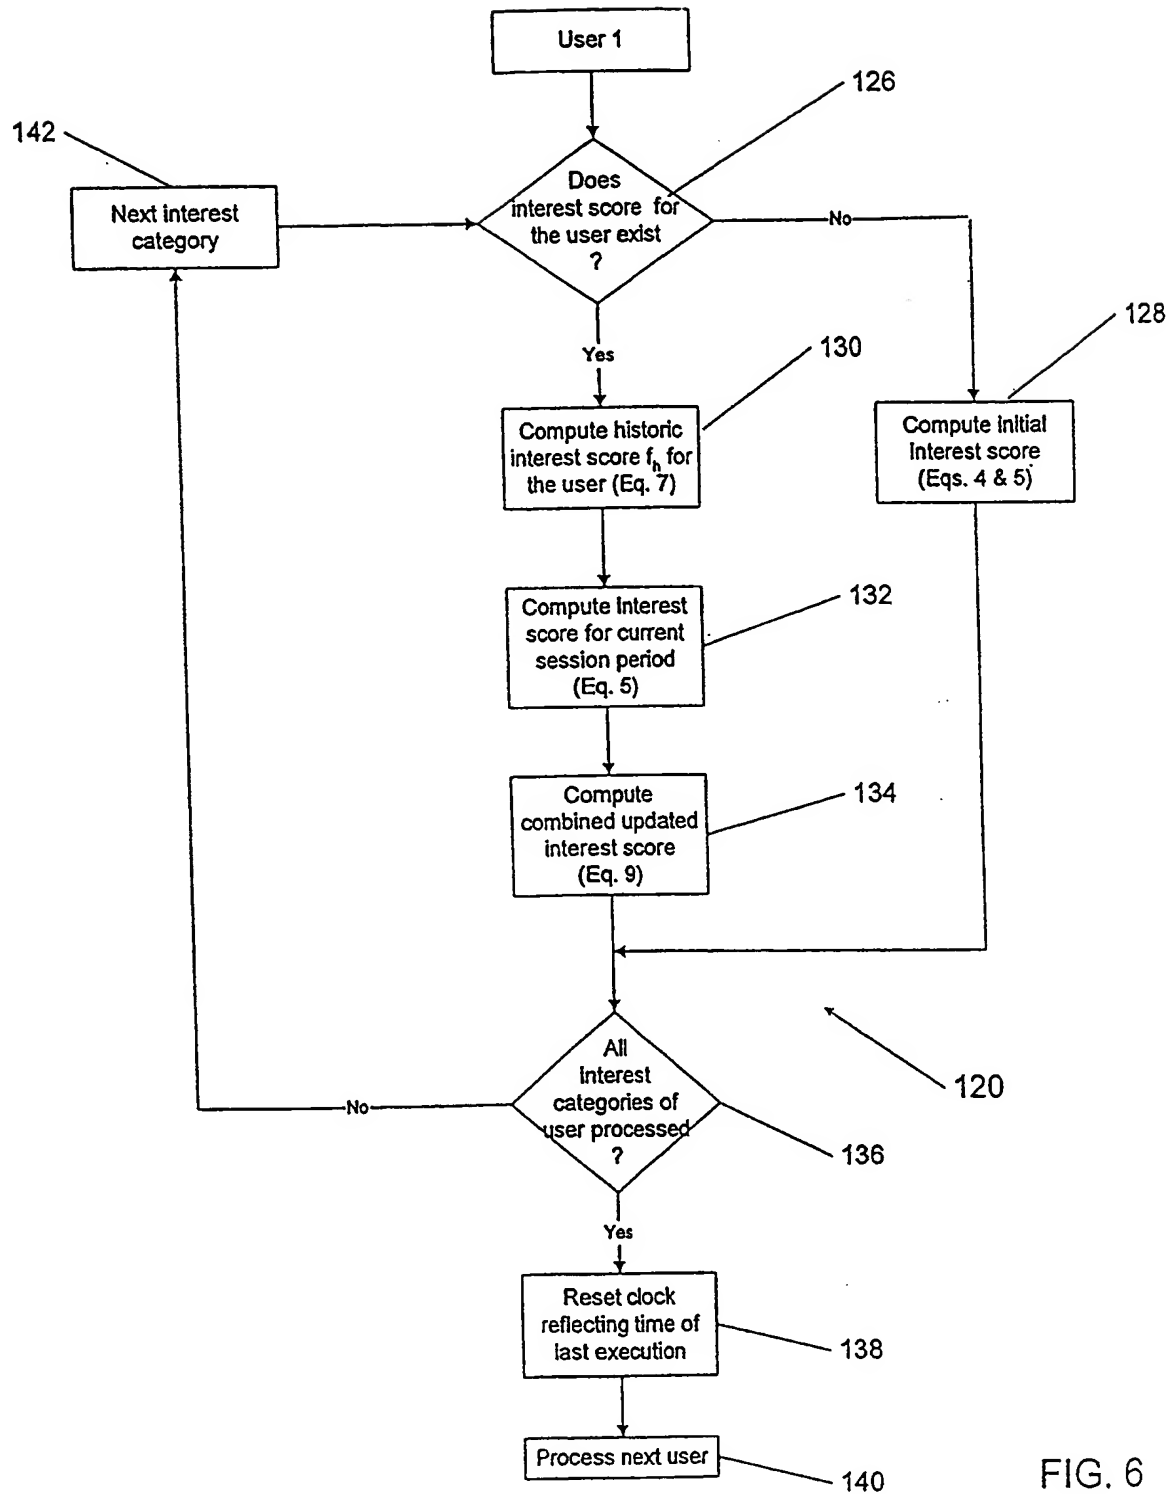 User 1
126
142
Does
interest score for
the user exist
?
Next interest
category
No
Yes
130
128
Compute historic
interest score fh for
the user (Eq. 7)
Compute initial
interest score
(Eqs. 4 & 5)
132
Compute interest
score for current
session period
(Eq. 5)
134
Compute
combined updated
interest score
(Eq. 9)
120
All
interest
categories of
user processed
?
No
136
Yes
Reset clock
reflecting time of
last execution
138
Process next user
140
FIG. 6